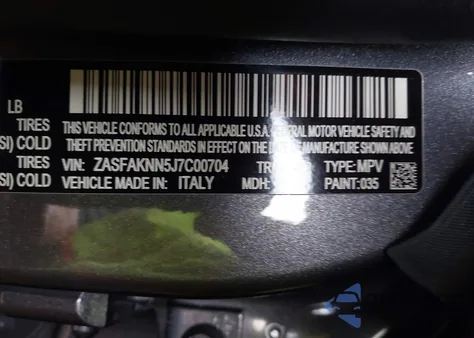 LB
TIRES THIS VEHICLE CONFORMS TO ALL APPLICABLE U.S.A. FEDERAL MOTOR VEHICLE SAFETY AND
SI) COLD THEFT PREVENTION STANDARDS IN EFFECT ON THE DATE OF MANUFACTURE SHOWN ABOVE.
TIRES VIN: ZASFAKNN5J7C00704 TR TYPE: MPV
SI) COLD VEHICLE MADE IN: ITALY MDH: PAINT:035